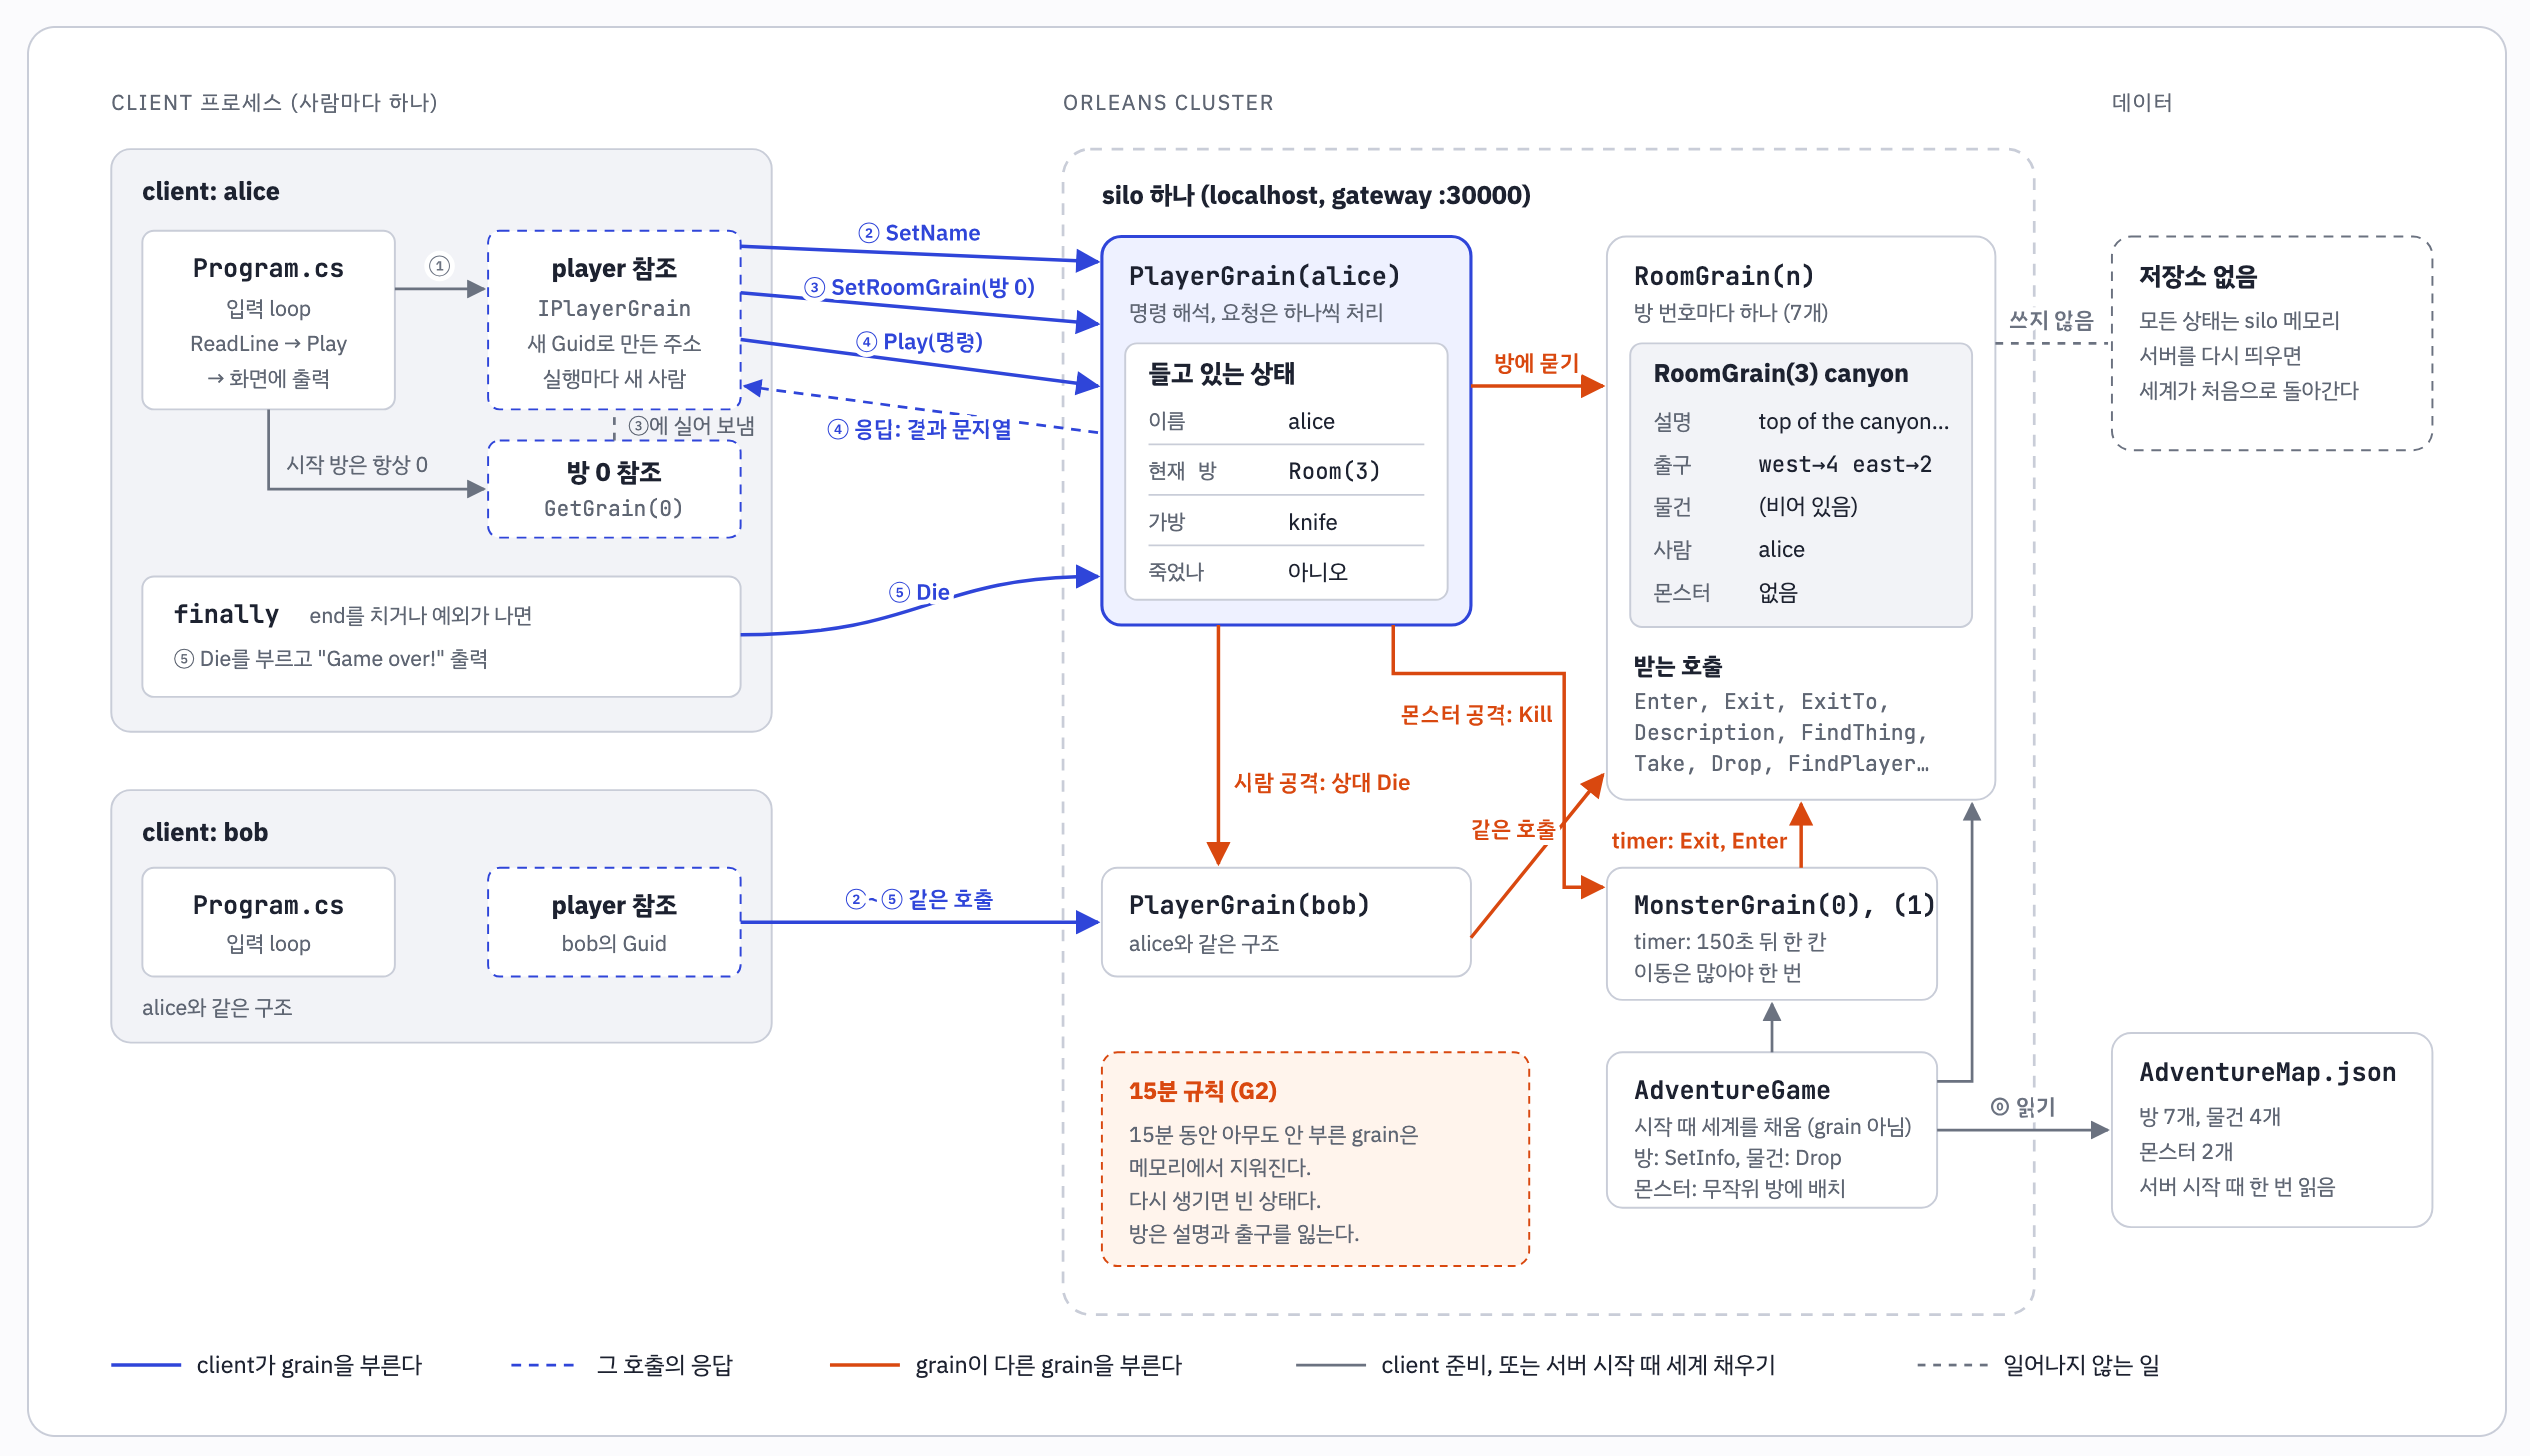 CLIENT 프로세스 (사람마다 하나)
ORLEANS CLUSTER
데이터
client: alice
Program.cs
입력 loop
ReadLine → Play
→ 화면에 출력
①
player 참조
IPlayerGrain
새 Guid로 만든 주소
실행마다 새 사람
③에 실어 보냄
시작 방은 항상 0
방 0 참조
GetGrain(0)
finally end를 치거나 예외가 나면
⑤ Die를 부르고 "Game over!" 출력
② SetName
③ SetRoomGrain(방 0)
④ Play(명령)
④ 응답: 결과 문자열
⑤ Die
silo 하나 (localhost, gateway :30000)
PlayerGrain(alice)
명령 해석, 요청은 하나씩 처리
들고 있는 상태
이름 alice
현재 방 Room(3)
가방 knife
죽었나 아니오
방에 묻기
RoomGrain(n)
방 번호마다 하나 (7개)
RoomGrain(3) canyon
설명 top of the canyon...
출구 west→4 east→2
물건 (비어 있음)
사람 alice
몬스터 없음
받는 호출
Enter, Exit, ExitTo,
Description, FindThing,
Take, Drop, FindPlayer…
쓰지 않음
저장소 없음
모든 상태는 silo 메모리
서버를 다시 띄우면
세계가 처음으로 돌아간다
몬스터 공격: Kill
시람 공격: 상대 Die
같은 호출
timer: Exit, Enter
client: bob
Program.cs
입력 loop
player 참조
bob의 Guid
alice와 같은 구조
②~⑤ 같은 호출
PlayerGrain(bob)
alice와 같은 구조
MonsterGrain(0), (1)
timer: 150초 뒤 한 칸
이동은 많아야 한 번
15분 규칙 (G2)
15분 동안 아무도 안 부른 grain은
메모리에서 지워진다.
다시 생기면 빈 상태다.
방은 설명과 출구를 잃는다.
AdventureGame
시작 때 세계를 채움 (grain 아님)
방: SetInfo, 물건: Drop
몬스터: 무작위 방에 배치
⓪ 읽기
AdventureMap.json
방 7개, 물건 4개
몬스터 2개
서버 시작 때 한 번 읽음
client가 grain을 부른다
그 호출의 응답
grain이 다른 grain을 부른다
client 준비, 또는 서버 시작 때 세계 채우기
일어나지 않는 일